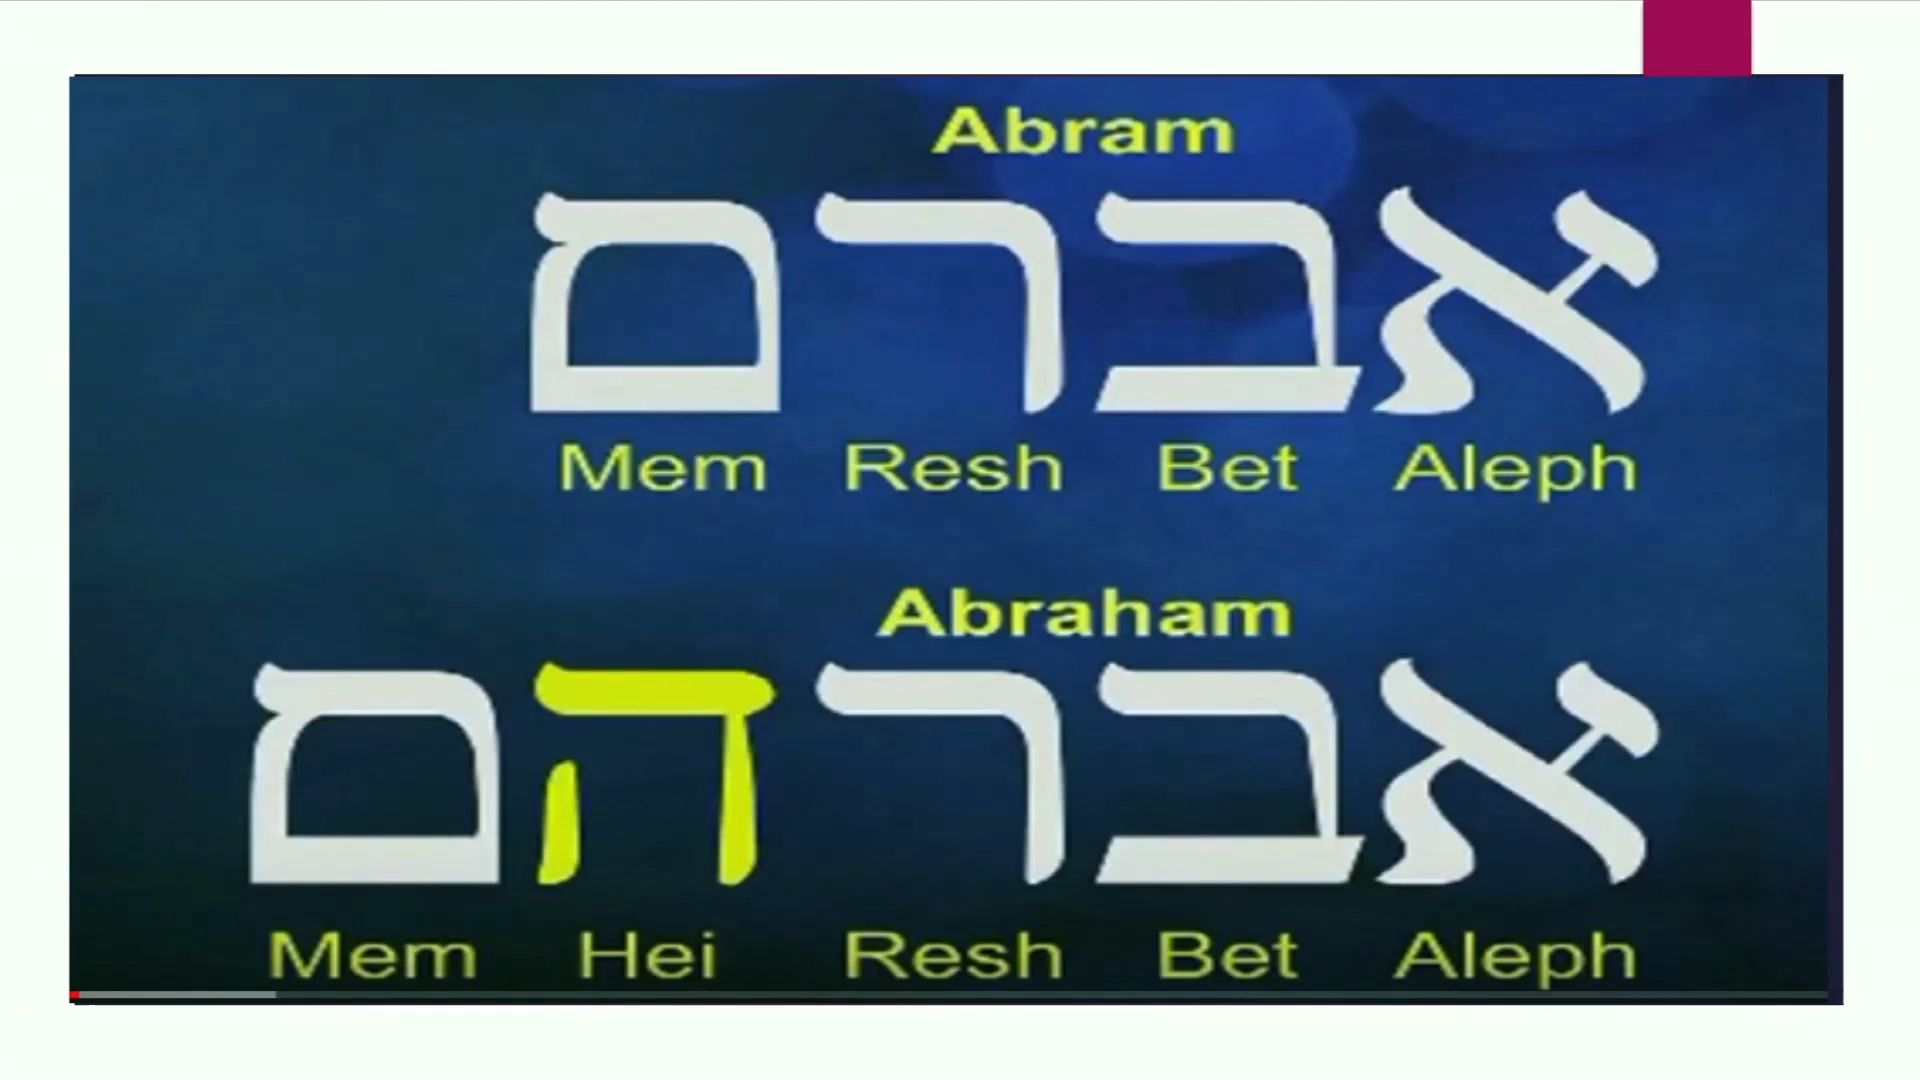 Abram
אברם
Mem Resh Bet Aleph
Abraham
אברהם
Mem Hei Resh Bet Aleph